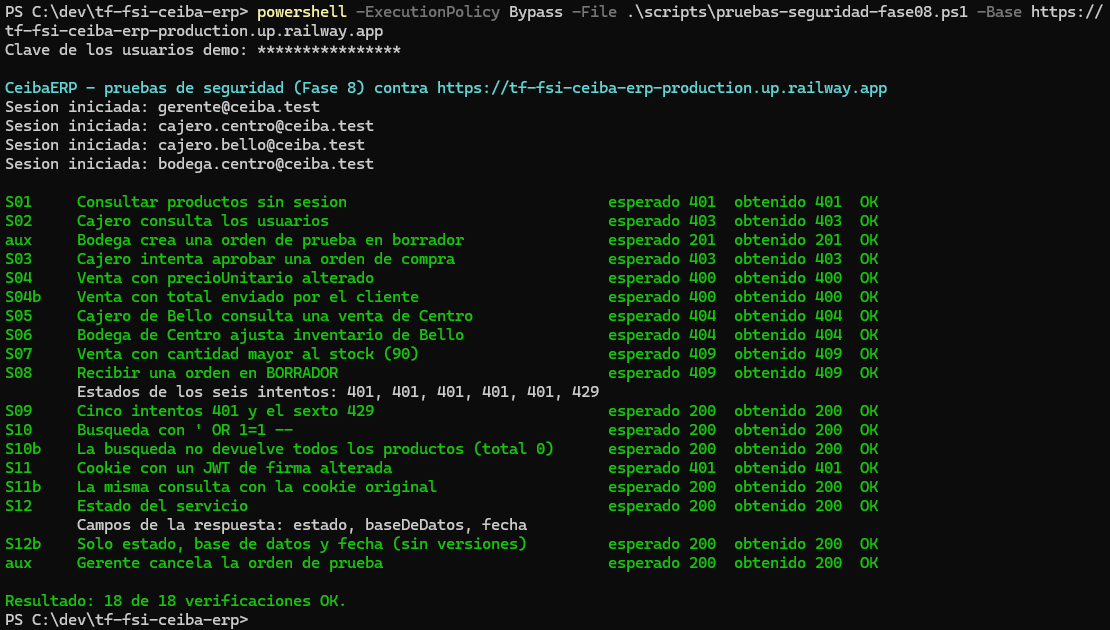 PS C:\dev\tf-fsi-ceiba-erp> powershell -ExecutionPolicy Bypass -File .\scripts\pruebas-seguridad-fase08.ps1 -Base https://
tf-fsi-ceiba-erp-production.up.railway.app
Clave de los usuarios demo: ****************
CeibaERP - pruebas de seguridad (Fase 8) contra https://tf-fsi-ceiba-erp-production.up.railway.app
Sesion iniciada: gerente@ceiba.test
Sesion iniciada: cajero.centro@ceiba.test
Sesion iniciada: cajero.bello@ceiba.test
Sesion iniciada: bodega.centro@ceiba.test
S01 Consultar productos sin sesion esperado 401 obtenido 401 OK
S02 Cajero consulta los usuarios esperado 403 obtenido 403 OK
aux Bodega crea una orden de prueba en borrador esperado 201 obtenido 201 OK
S03 Cajero intenta aprobar una orden de compra esperado 403 obtenido 403 OK
S04 Venta con precioUnitario alterado esperado 400 obtenido 400 OK
S04b Venta con total enviado por el cliente esperado 400 obtenido 400 OK
S05 Cajero de Bello consulta una venta de Centro esperado 404 obtenido 404 OK
S06 Bodega de Centro ajusta inventario de Bello esperado 404 obtenido 404 OK
S07 Venta con cantidad mayor al stock (90) esperado 409 obtenido 409 OK
S08 Recibir una orden en BORRADOR esperado 409 obtenido 409 OK
Estados de los seis intentos: 401, 401, 401, 401, 401, 429
S09 Cinco intentos 401 y el sexto 429 esperado 200 obtenido 200 OK
S10 Busqueda con ' OR 1=1 -- esperado 200 obtenido 200 OK
S10b La busqueda no devuelve todos los productos (total 0) esperado 200 obtenido 200 OK
S11 Cookie con un JWT de firma alterada esperado 401 obtenido 401 OK
S11b La misma consulta con la cookie original esperado 200 obtenido 200 OK
S12 Estado del servicio esperado 200 obtenido 200 OK
Campos de la respuesta: estado, baseDeDatos, fecha
S12b Solo estado, base de datos y fecha (sin versiones) esperado 200 obtenido 200 OK
aux Gerente cancela la orden de prueba esperado 200 obtenido 200 OK
Resultado: 18 de 18 verificaciones OK.
PS C:\dev\tf-fsi-ceiba-erp>